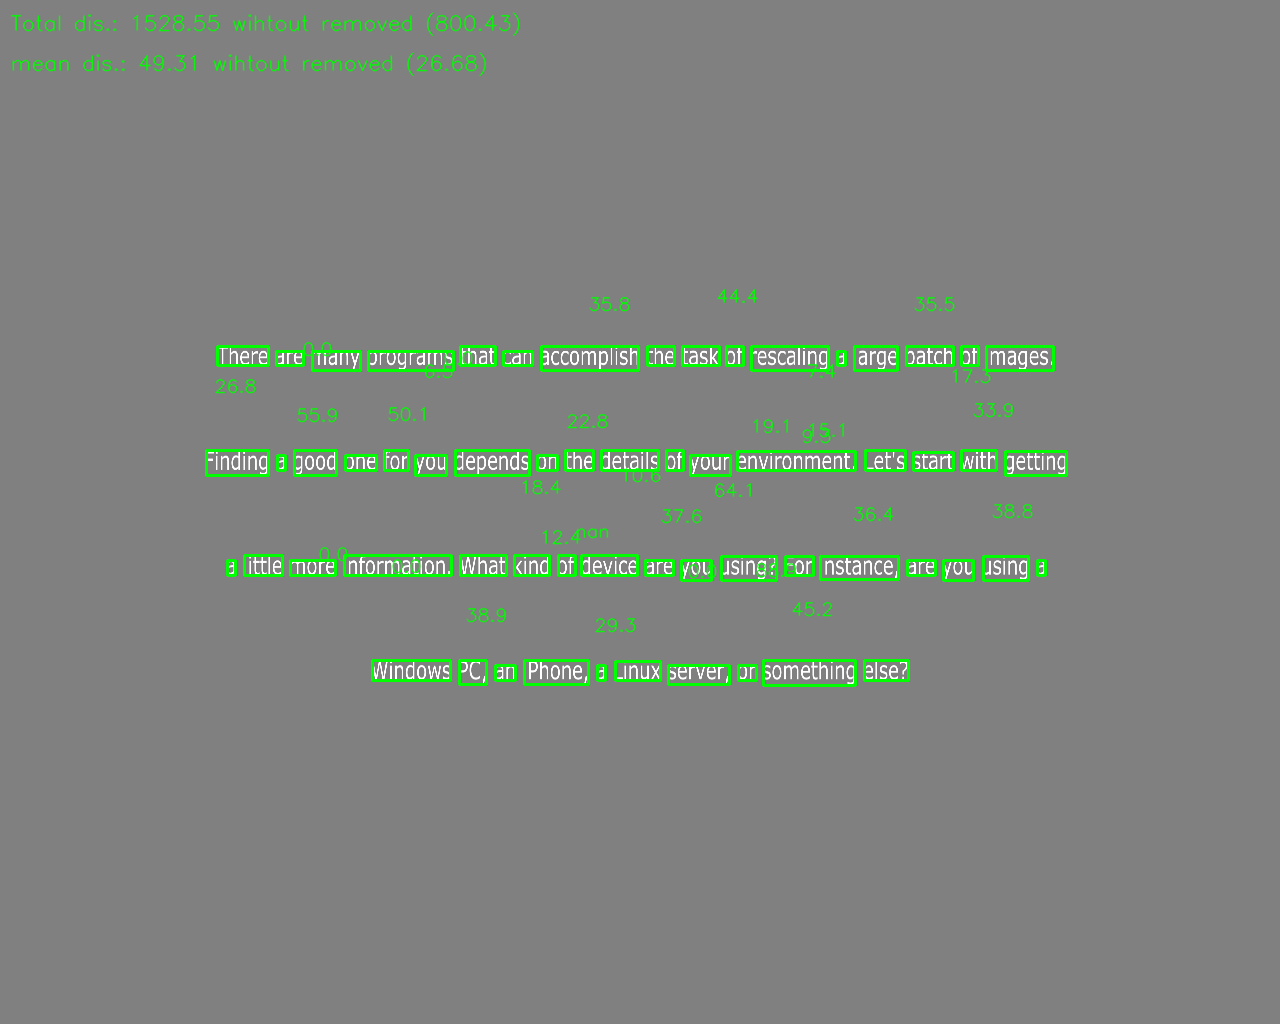 Total dis.: 1528.55 wihtout removed (800.43)
mean dis.: 49.31 wihtout removed (26.68)
35.8 44.4 35.5
There are many programs that can accomplish the task of rescaling a large batch of images.
0.0 7.4 17.3
26.8 55.9 50.1 22.8 19.1 9.3 15.1 33.9
Finding a good one for you depends on the details of your environment. Let's start with getting
18.4 10.6 64.1
12.4 nan 37.6 36.4 38.8
a little more information. What kind of device are you using? For instance, are you using a
0.0
38.9 29.3 45.2
Windows PC, an iPhone, a Linux server, or something else?